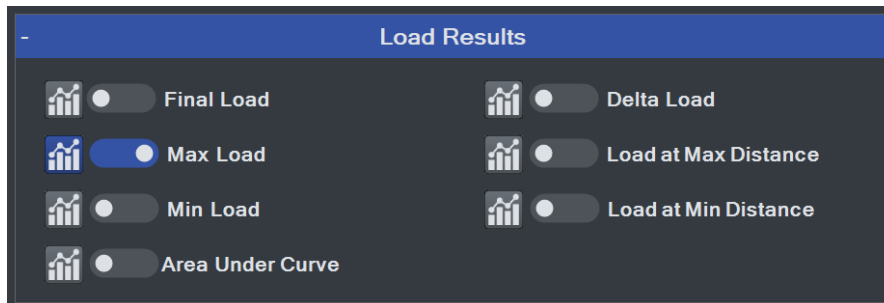 - Load Results
Final Load
Delta Load
Max Load
Load at Max Distance
Min Load
Load at Min Distance
Area Under Curve